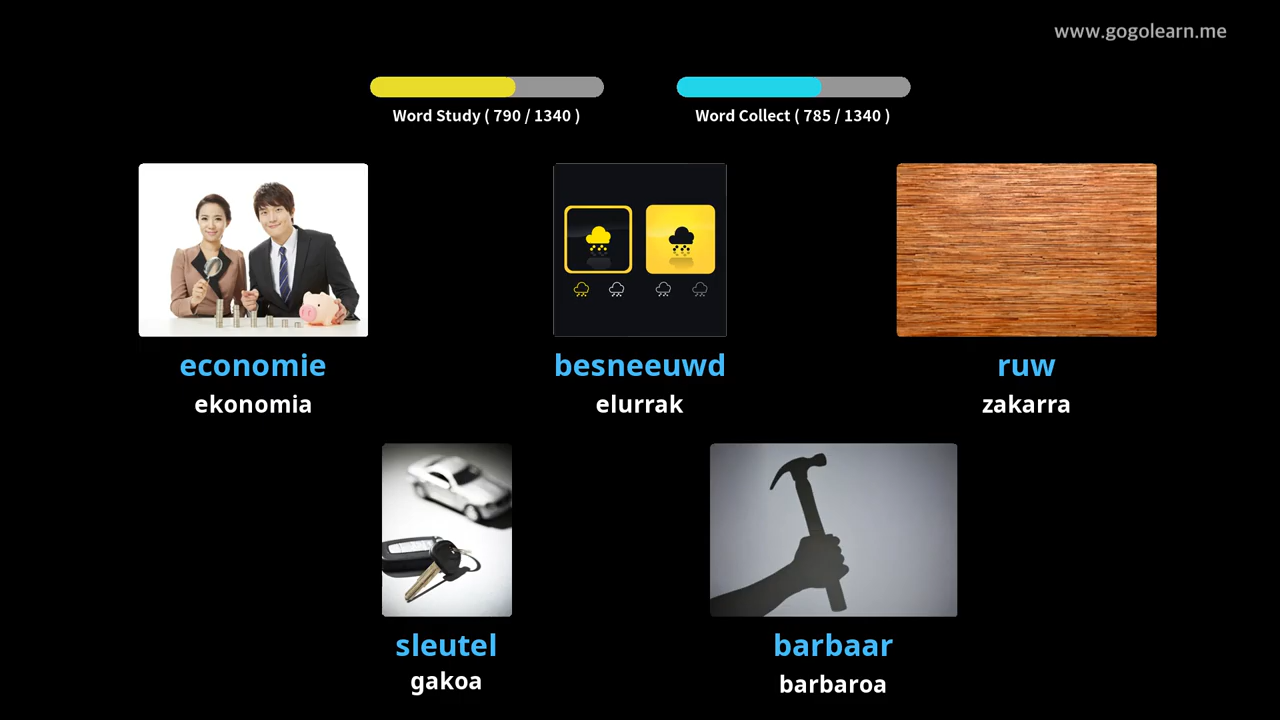 www.gogolearn.me
Word Study ( 790 / 1340 )
Word Collect ( 785 / 1340 )
economie
ekonomia
besneeuwd
elurrak
ruw
zakarra
sleutel
gakoa
barbaar
barbaroa